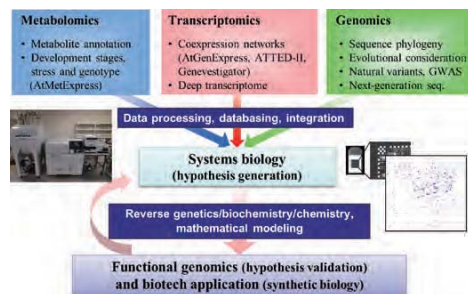 Metabolomics
• Metabolite annotation
• Development stages,
stress and genotype
(AtMetExpress)
Transcriptomics
• Coexpression networks
(AtGenExpress, ATTED-II,
Genevestigator)
• Deep transcriptome
Genomics
• Sequence phylogeny
• Evolutional consideration
• Natural variants, GWAS
• Next-generation seq.
Data processing, databasing, integration
Systems biology
(hypothesis generation)
Reverse genetics/biochemistry/chemistry,
mathematical modeling
Functional genomics (hypothesis validation)
and biotech application (synthetic biology)